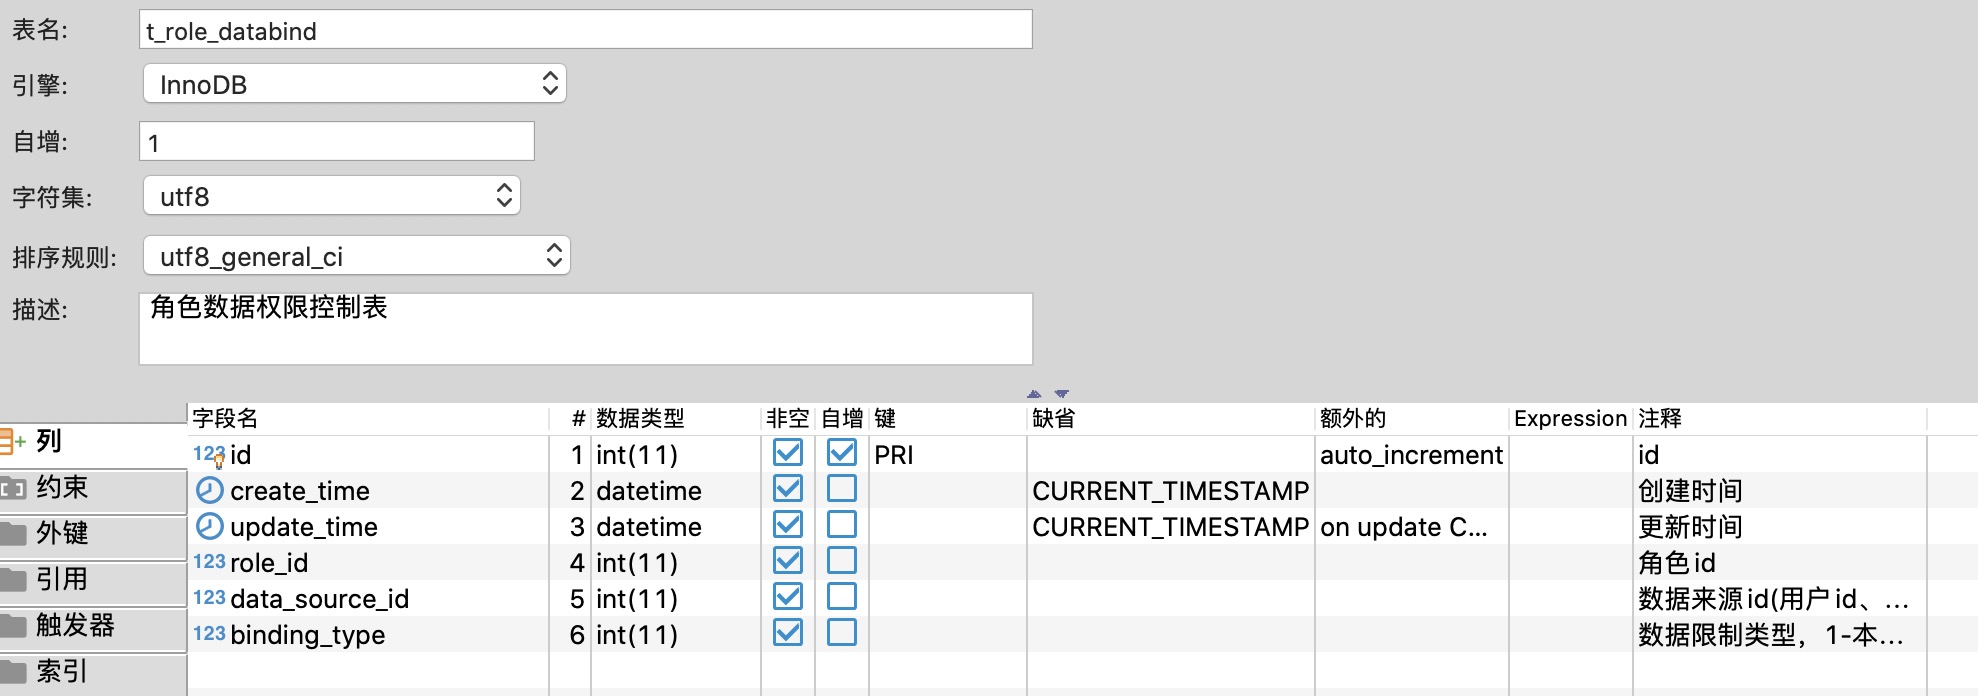 表名: t_role_databind
引擎: InnoDB
自增: 1
字符集: utf8
排序规则: utf8_general_ci
描述: 角色数据权限控制表
字段名 # 数据类型 非空 自增 键 缺省 额外的 Expression 注释
列
约束
外键
引用
触发器
索引
123 id 1 int(11) PRI auto_increment id
create_time 2 datetime CURRENT_TIMESTAMP 创建时间
update_time 3 datetime CURRENT_TIMESTAMP on update C... 更新时间
123 role_id 4 int(11) 角色id
123 data_source_id 5 int(11) 数据来源id(用户id、...
123 binding_type 6 int(11) 数据限制类型，1-本...